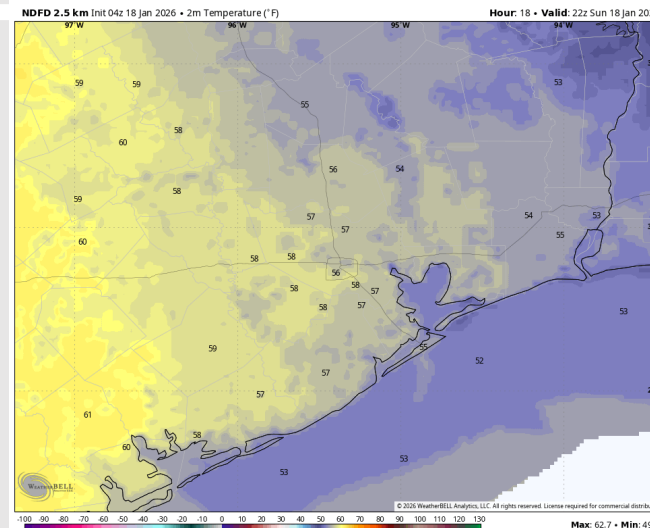 NDFD 2.5 km Init 04z 18 Jan 2026 • 2m Temperature (°F)
Hour: 18 • Valid: 22z Sun 18 Jan 20
97°W 96°W 95°W 94°W
59 59 53
55
58
60
56 54
58
59
57 54 53
57 55
60
58 58
56
58 58 57
58 57 53
55
59 52
57
57
61
58
60
53
53
WeatherBELL
© 2026 WeatherBELL Analytics, LLC. All rights reserved. License required for commercial distribu
-100 -90 -80 -70 -60 -50 -40 -30 -20 -10 0 10 20 30 40 50 60 70 80 90 100 110 120 130
Max: 62.7 • Min: 49